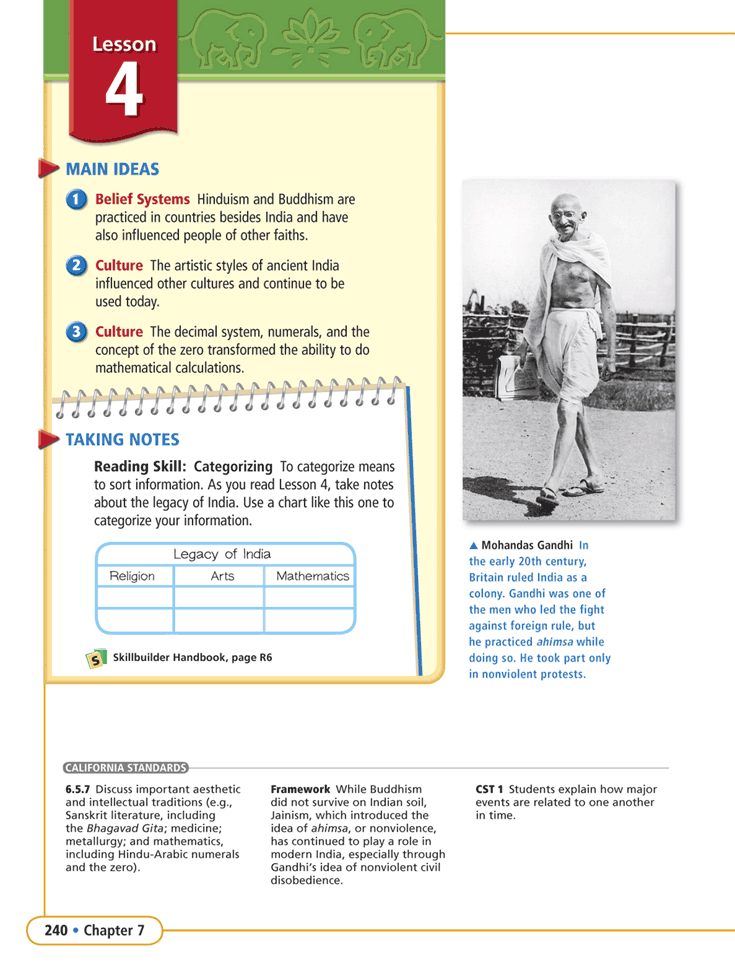 Lesson
4
MAIN IDEAS
1 Belief Systems Hinduism and Buddhism are
practiced in countries besides India and have
also influenced people of other faiths.
2 Culture The artistic styles of ancient India
influenced other cultures and continue to be
used today.
3 Culture The decimal system, numerals, and the
concept of the zero transformed the ability to do
mathematical calculations.
TAKING NOTES
Reading Skill: Categorizing To categorize means
to sort information. As you read Lesson 4, take notes
about the legacy of India. Use a chart like this one to
categorize your information.
Legacy of India
Religion Arts Mathematics
S Skillbuilder Handbook, page R6
▲ Mohandas Gandhi In
the early 20th century,
Britain ruled India as a
colony. Gandhi was one of
the men who led the fight
against foreign rule, but
he practiced ahimsa while
doing so. He took part only
in nonviolent protests.
CALIFORNIA STANDARDS
6.5.7 Discuss important aesthetic
and intellectual traditions (e.g.,
Sanskrit literature, including
the Bhagavad Gita; medicine;
metallurgy; and mathematics,
including Hindu-Arabic numerals
and the zero).
Framework While Buddhism
did not survive on Indian soil,
Jainism, which introduced the
idea of ahimsa, or nonviolence,
has continued to play a role in
modern India, especially through
Gandhi's idea of nonviolent civil
disobedience.
CST 1 Students explain how major
events are related to one another
in time.
240 • Chapter 7